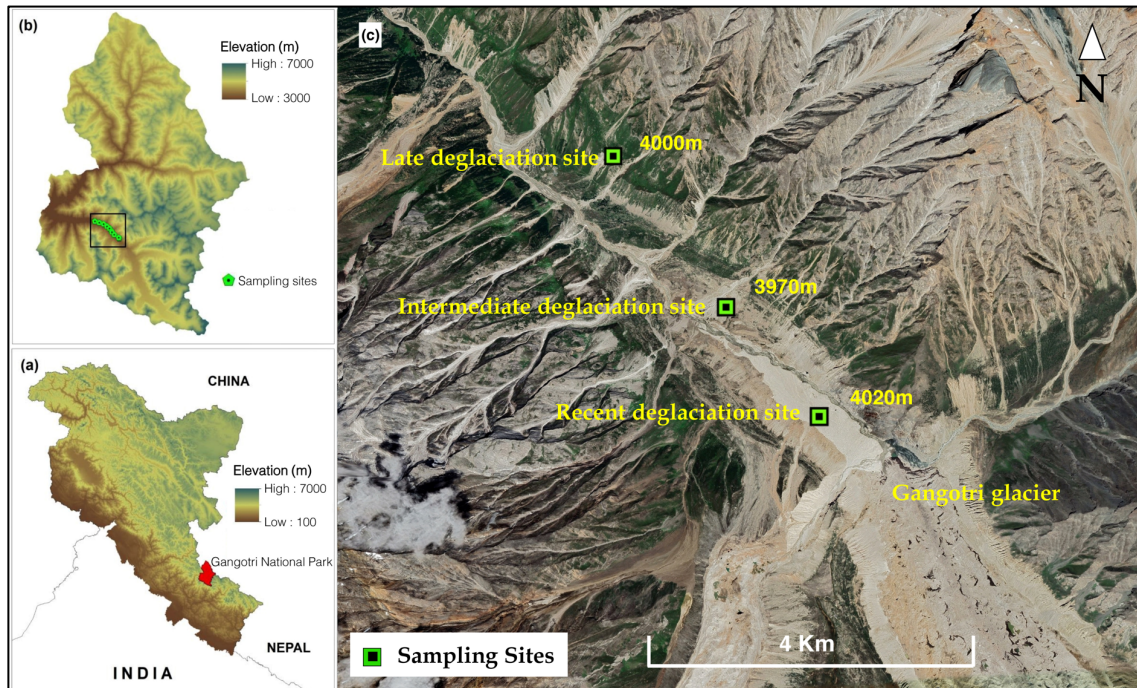 (b)
Elevation (m)
High : 7000
Low : 3000
Sampling sites
(a)
CHINA
Elevation (m)
High : 7000
Low : 100
Gangotri National Park
NEPAL
INDIA
(c)
N
4000m
Late deglaciation site
3970m
Intermediate deglaciation site
4020m
Recent deglaciation site
Gangotri glacier
4 Km
Sampling Sites